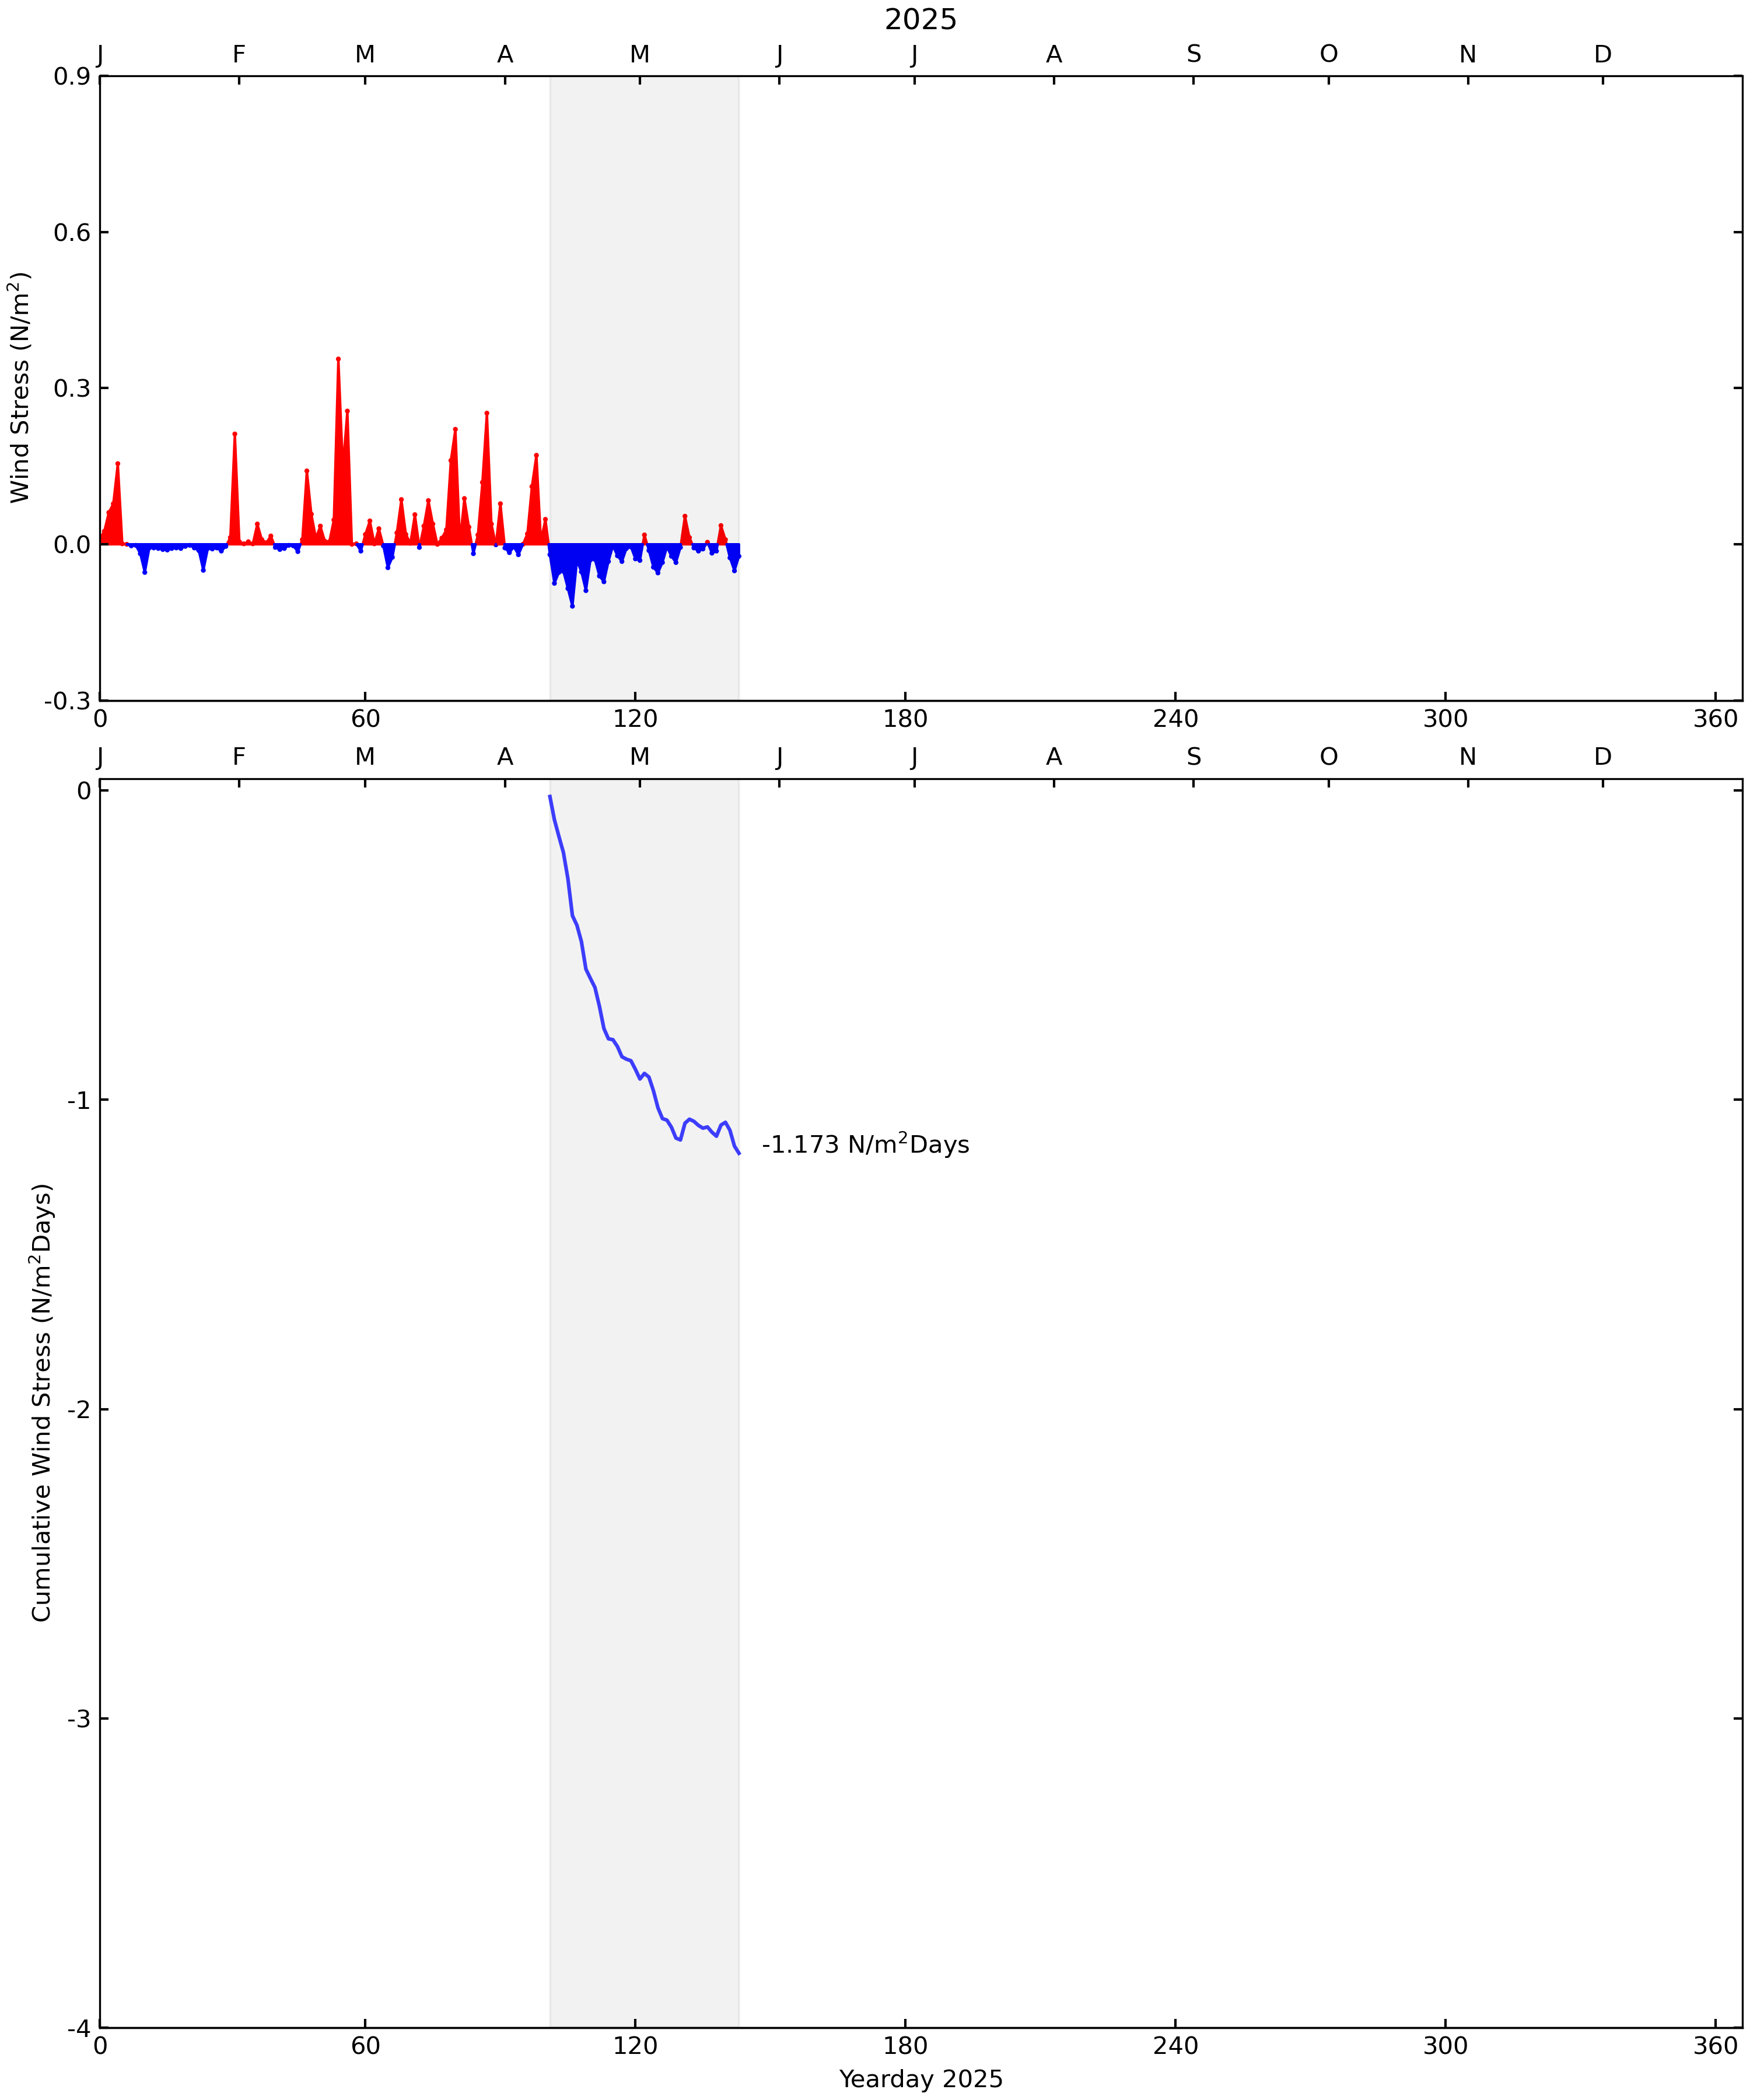 2025
J F M A M J J A S O N D
0.9
0.6
0.3
0.0
-0.3
Wind Stress (N/m²)
0 60 120 180 240 300 360
J F M A M J J A S O N D
0
-1
-2
-3
-4
Cumulative Wind Stress (N/m²Days)
-1.173 N/m²Days
0 60 120 180 240 300 360
Yearday 2025